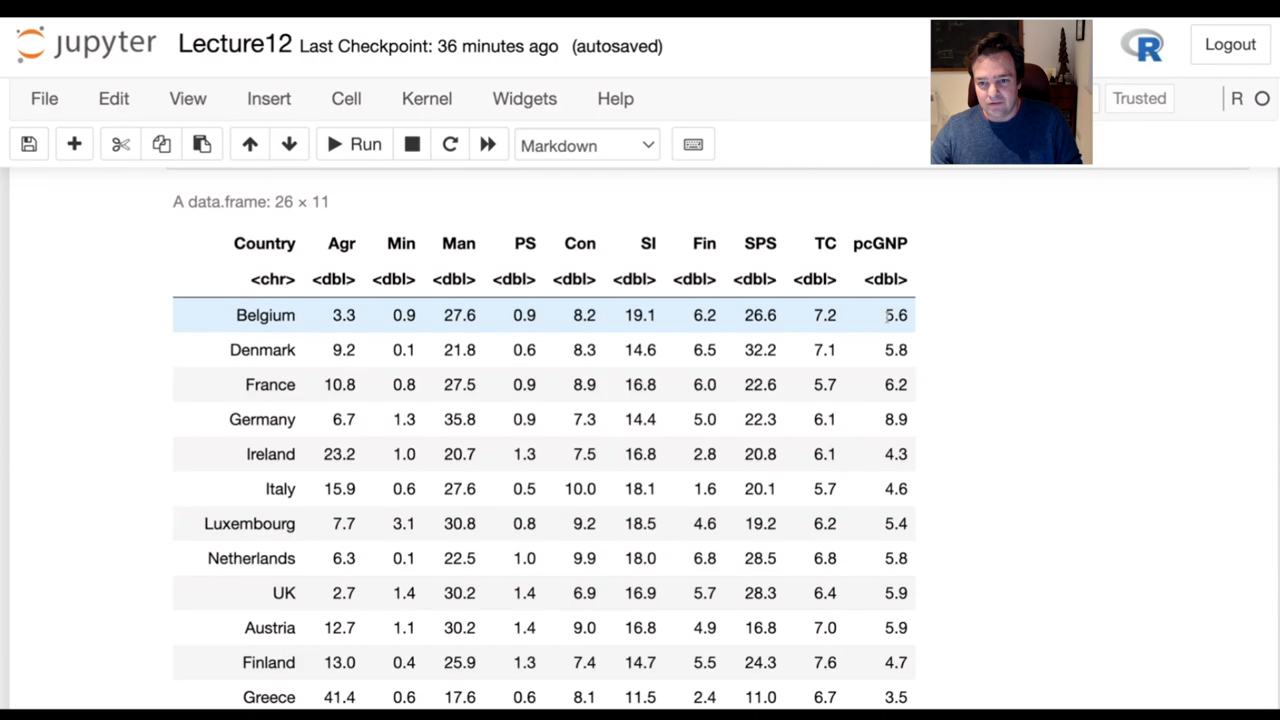 jupyter Lecture12 Last Checkpoint: 36 minutes ago (autosaved) R Logout
File Edit View Insert Cell Kernel Widgets Help Trusted R
Run Markdown
A data.frame: 26 × 11
Country Agr Min Man PS Con SI Fin SPS TC pcGNP
<chr> <dbl> <dbl> <dbl> <dbl> <dbl> <dbl> <dbl> <dbl> <dbl> <dbl>
Belgium 3.3 0.9 27.6 0.9 8.2 19.1 6.2 26.6 7.2 5.6
Denmark 9.2 0.1 21.8 0.6 8.3 14.6 6.5 32.2 7.1 5.8
France 10.8 0.8 27.5 0.9 8.9 16.8 6.0 22.6 5.7 6.2
Germany 6.7 1.3 35.8 0.9 7.3 14.4 5.0 22.3 6.1 8.9
Ireland 23.2 1.0 20.7 1.3 7.5 16.8 2.8 20.8 6.1 4.3
Italy 15.9 0.6 27.6 0.5 10.0 18.1 1.6 20.1 5.7 4.6
Luxembourg 7.7 3.1 30.8 0.8 9.2 18.5 4.6 19.2 6.2 5.4
Netherlands 6.3 0.1 22.5 1.0 9.9 18.0 6.8 28.5 6.8 5.8
UK 2.7 1.4 30.2 1.4 6.9 16.9 5.7 28.3 6.4 5.9
Austria 12.7 1.1 30.2 1.4 9.0 16.8 4.9 16.8 7.0 5.9
Finland 13.0 0.4 25.9 1.3 7.4 14.7 5.5 24.3 7.6 4.7
Greece 41.4 0.6 17.6 0.6 8.1 11.5 2.4 11.0 6.7 3.5